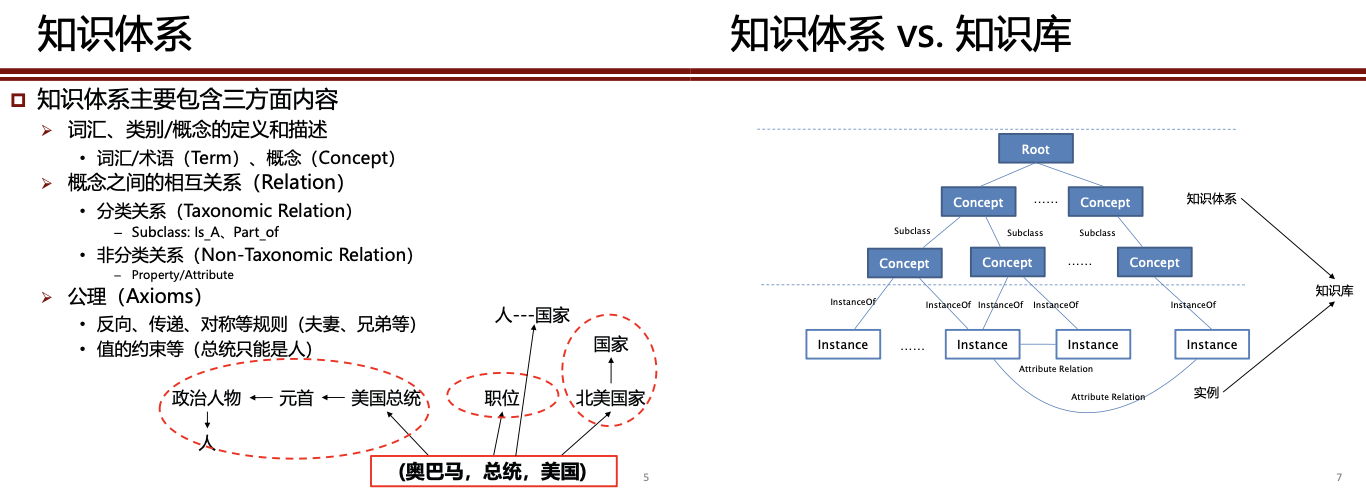 知识体系
知识体系主要包含三方面内容
词汇、类别/概念的定义和描述
• 词汇/术语（Term）、概念（Concept）
概念之间的相互关系（Relation）
• 分类关系（Taxonomic Relation）
– Subclass: Is_A、Part_of
• 非分类关系（Non-Taxonomic Relation）
– Property/Attribute
公理（Axioms）
• 反向、传递、对称等规则（夫妻、兄弟等）
• 值的约束等（总统只能是人）
人---国家
国家
政治人物
元首
美国总统
职位
北美国家
人
(奥巴马，总统，美国)
5
知识体系 vs. 知识库
Root
Concept
……
Concept
知识体系
Subclass
Subclass
Subclass
Concept
Concept
……
Concept
知识库
InstanceOf
InstanceOf
InstanceOf
InstanceOf
InstanceOf
Instance
……
Instance
Instance
Instance
Attribute Relation
Attribute Relation
实例
7